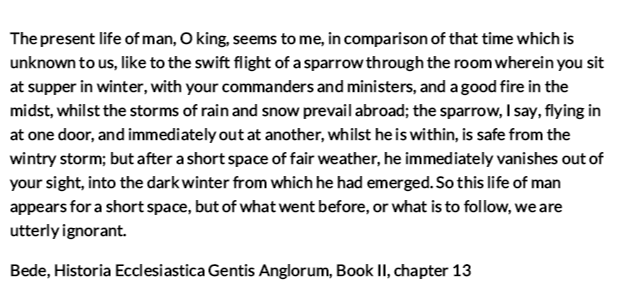 The present life of man, O king, seems to me, in comparison of that time which is
unknown to us, like to the swift flight of a sparrow through the room wherein you sit
at supper in winter, with your commanders and ministers, and a good fire in the
midst, whilst the storms of rain and snow prevail abroad; the sparrow, I say, flying in
at one door, and immediately out at another, whilst he is within, is safe from the
wintry storm; but after a short space of fair weather, he immediately vanishes out of
your sight, into the dark winter from which he had emerged. So this life of man
appears for a short space, but of what went before, or what is to follow, we are
utterly ignorant.
Bede, Historia Ecclesiastica Gentis Anglorum, Book II, chapter 13